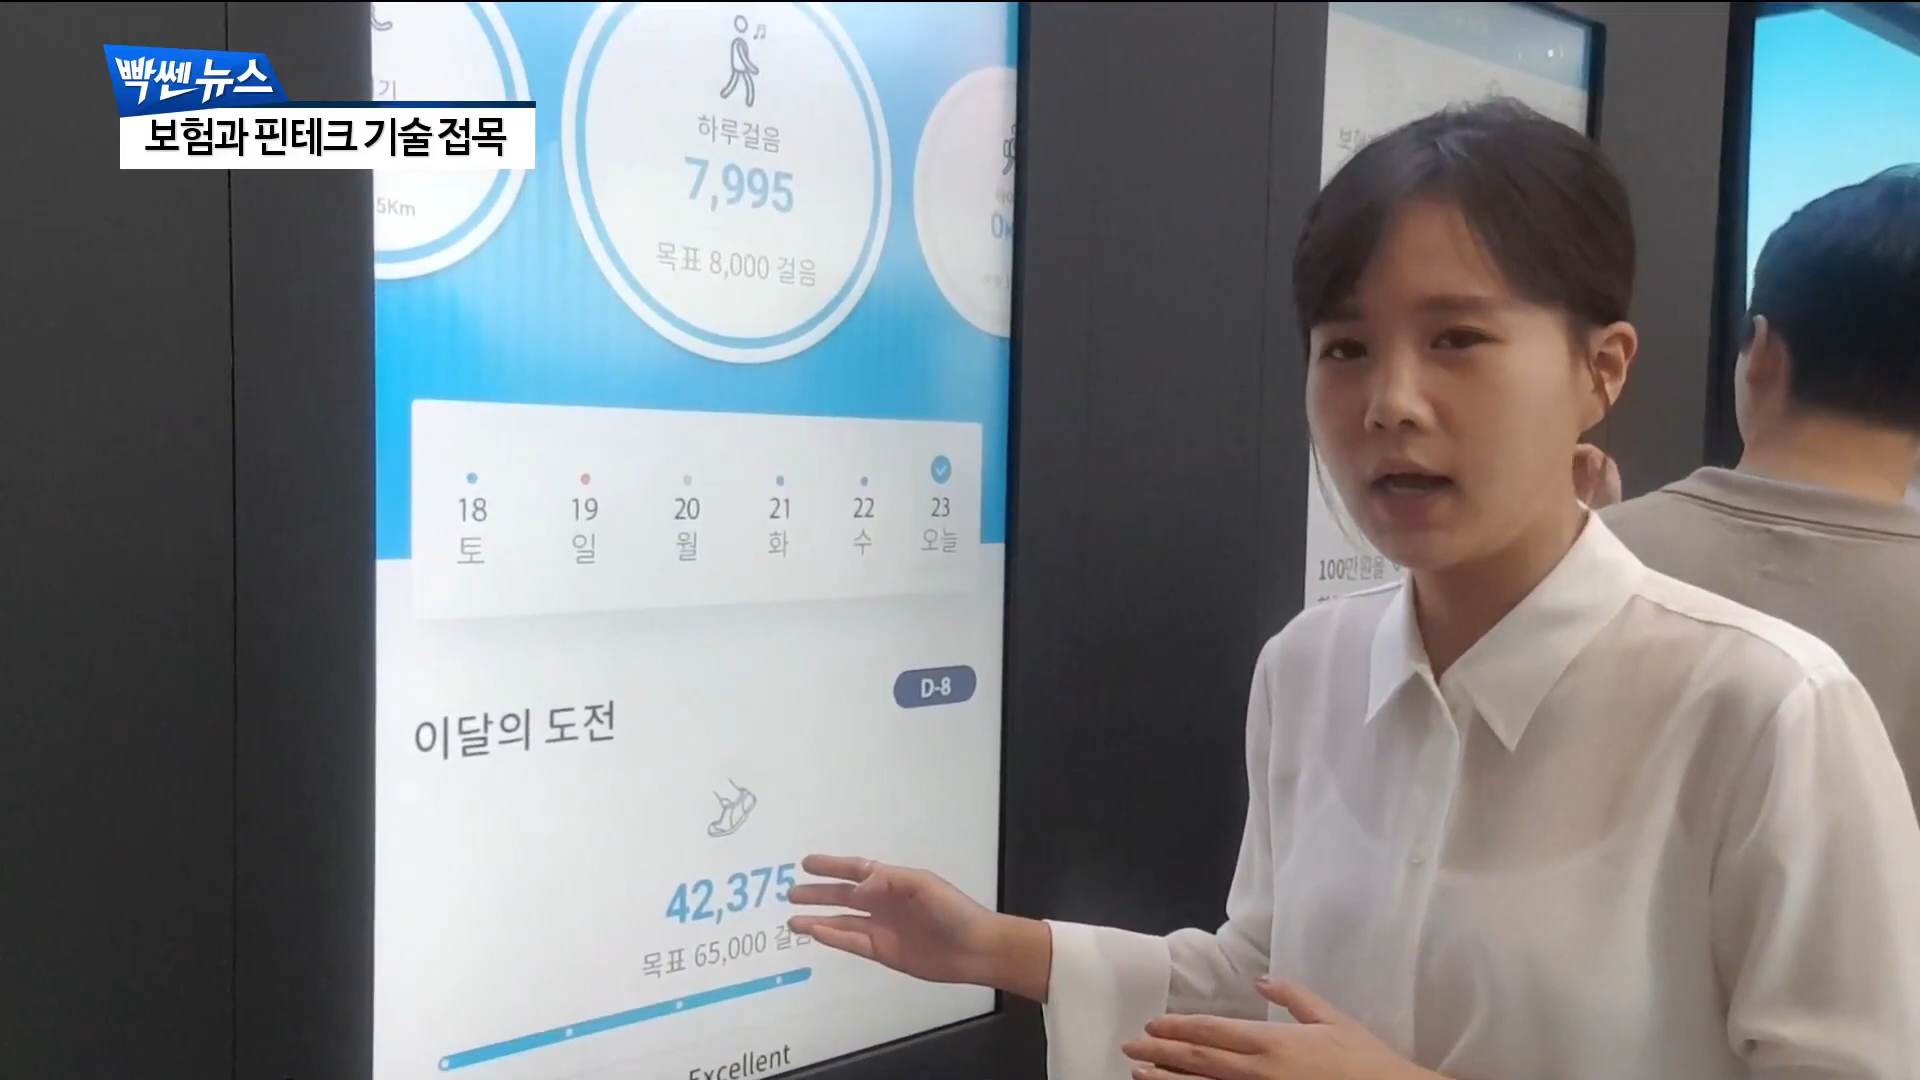 빡쎈뉴스
보험과 핀테크 기술 접목
하루걸음
7,995
목표 8,000 걸음
5Km
18
토
19
일
20
월
21
화
22
수
23
오늘
D-8
이달의 도전
42,375
목표 65,000 걸음
Excellent
100만원을